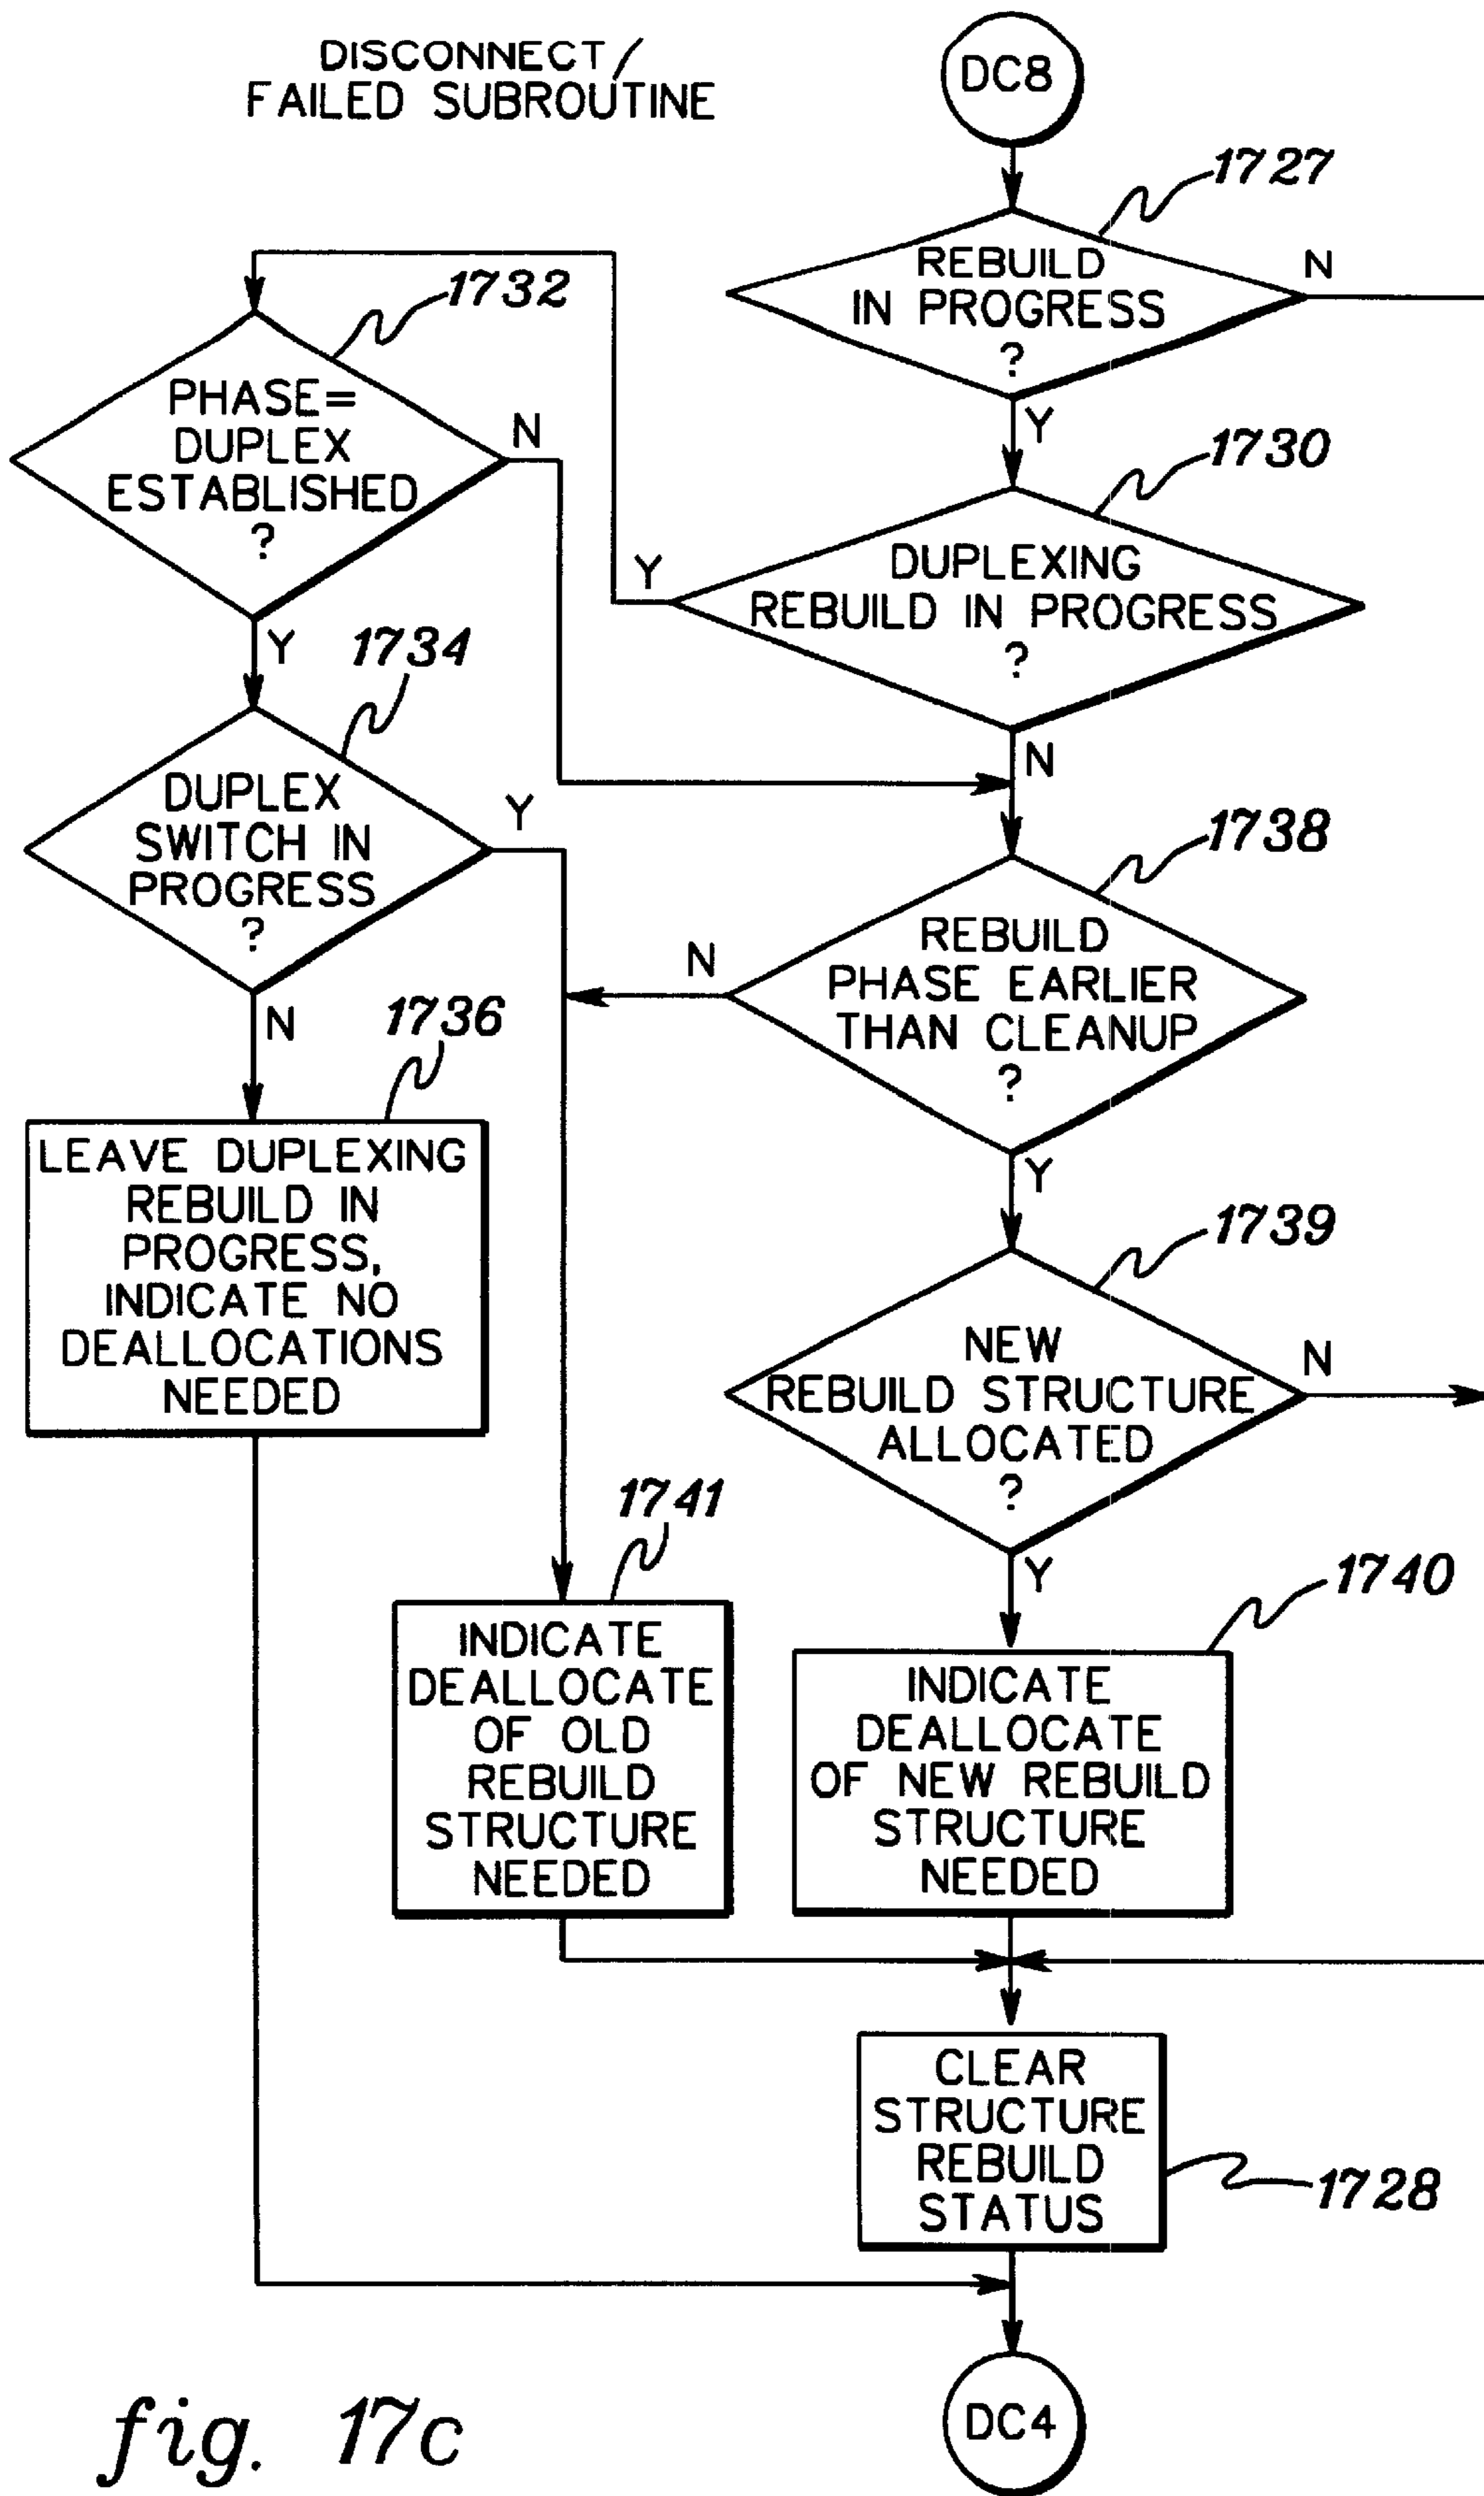 DISCONNECT/
FAILED SUBROUTINE
DC8
1727
REBUILD
IN PROGRESS
?
N
Y
1730
DUPLEXING
REBUILD IN PROGRESS
?
Y
N
1732
PHASE=
DUPLEX
ESTABLISHED
?
N
Y
1734
DUPLEX
SWITCH IN
PROGRESS
?
Y
N
1736
LEAVE DUPLEXING
REBUILD IN
PROGRESS,
INDICATE NO
DEALLOCATIONS
NEEDED
1738
REBUILD
PHASE EARLIER
THAN CLEANUP
?
N
Y
1739
NEW
REBUILD STRUCTURE
ALLOCATED
?
N
Y
1741
INDICATE
DEALLOCATE
OF OLD
REBUILD
STRUCTURE
NEEDED
1740
INDICATE
DEALLOCATE
OF NEW REBUILD
STRUCTURE
NEEDED
CLEAR
STRUCTURE
REBUILD
STATUS
1728
DC4
fig. 17c